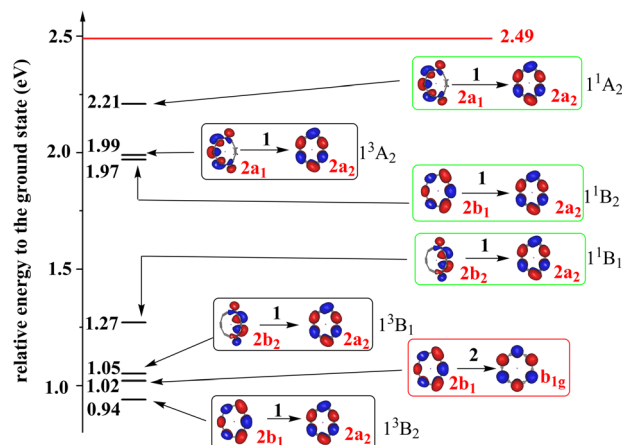 relative energy to the ground state (eV)
2.5
2.0
1.5
1.0
2.49
2.21
1.99
1.97
1.27
1.05
1.02
0.94
1
2a₁ 2a₂
1¹A₂
1
2a₁ 2a₂
1³A₂
1
2b₁ 2a₂
1¹B₂
1
2b₂ 2a₂
1¹B₁
1
2b₂ 2a₂
1³B₁
2
2b₁ b₁g
1
2b₁ 2a₂
1³B₂